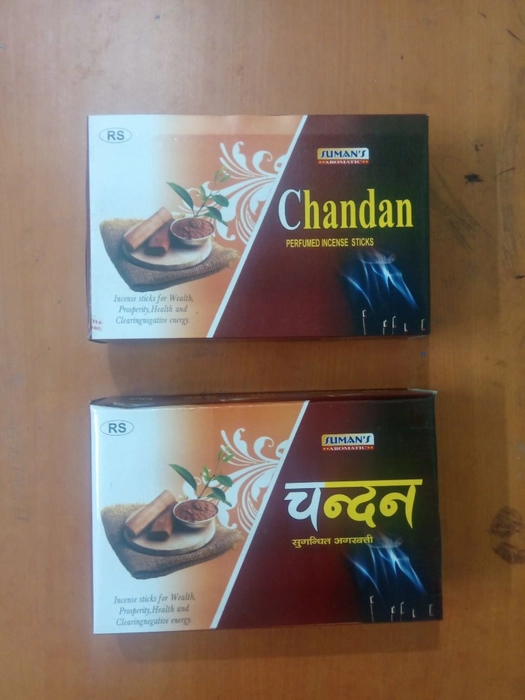 RS
SUMAN'S
AROMATIC
Chandan
PERFUMED INCENSE STICKS
Incense sticks for Wealth,
Prosperity,Health and
Clearingnegative energy.
RS
SUMAN'S
AROMATIC
चन्दन
सुगन्धित अगरबत्ती
Incense sticks for Wealth,
Prosperity,Health and
Clearingnegative energy.